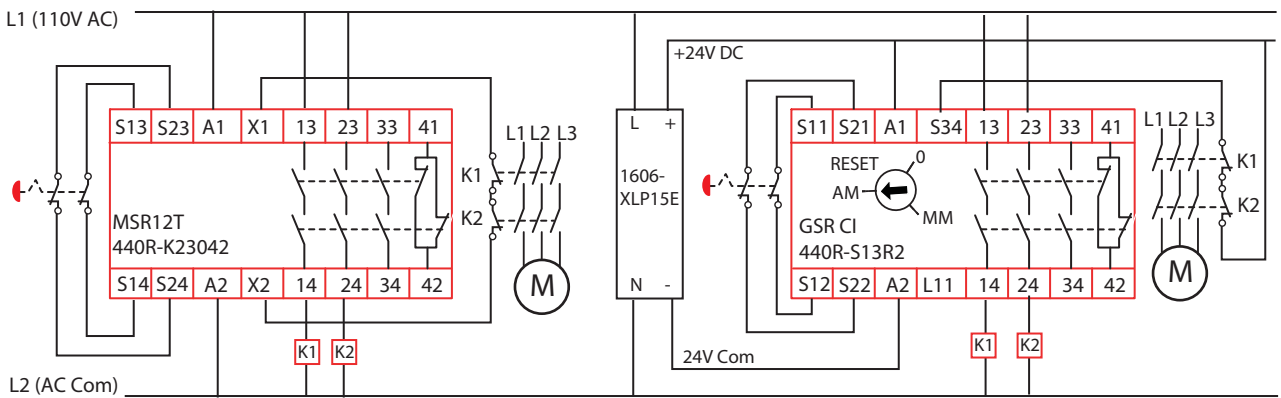 L1 (110V AC)
+24V DC
S13 S23 A1 X1 13 23 33 41
L1 L2 L3
L +
S11 S21 A1 S34 13 23 33 41
L1 L2 L3
RESET 0
AM
MM
K1
K2
1606-
XLP15E
K1
K2
MSR12T
440R-K23042
GSR CI
440R-S13R2
M
M
S14 S24 A2 X2 14 24 34 42
N -
S12 S22 A2 L11 14 24 34 42
K1 K2
K1 K2
24V Com
L2 (AC Com)